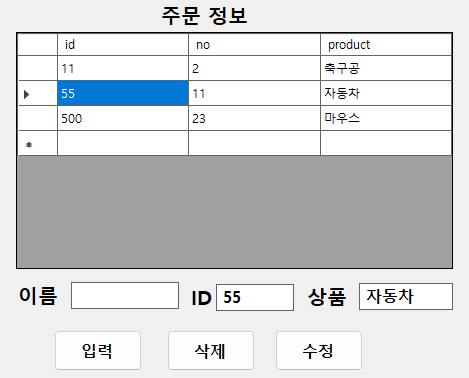 주문 정보
id no product
11 2 축구공
55 11 자동차
500 23 마우스
*
이름 ID 55 상품 자동차
입력 삭제 수정